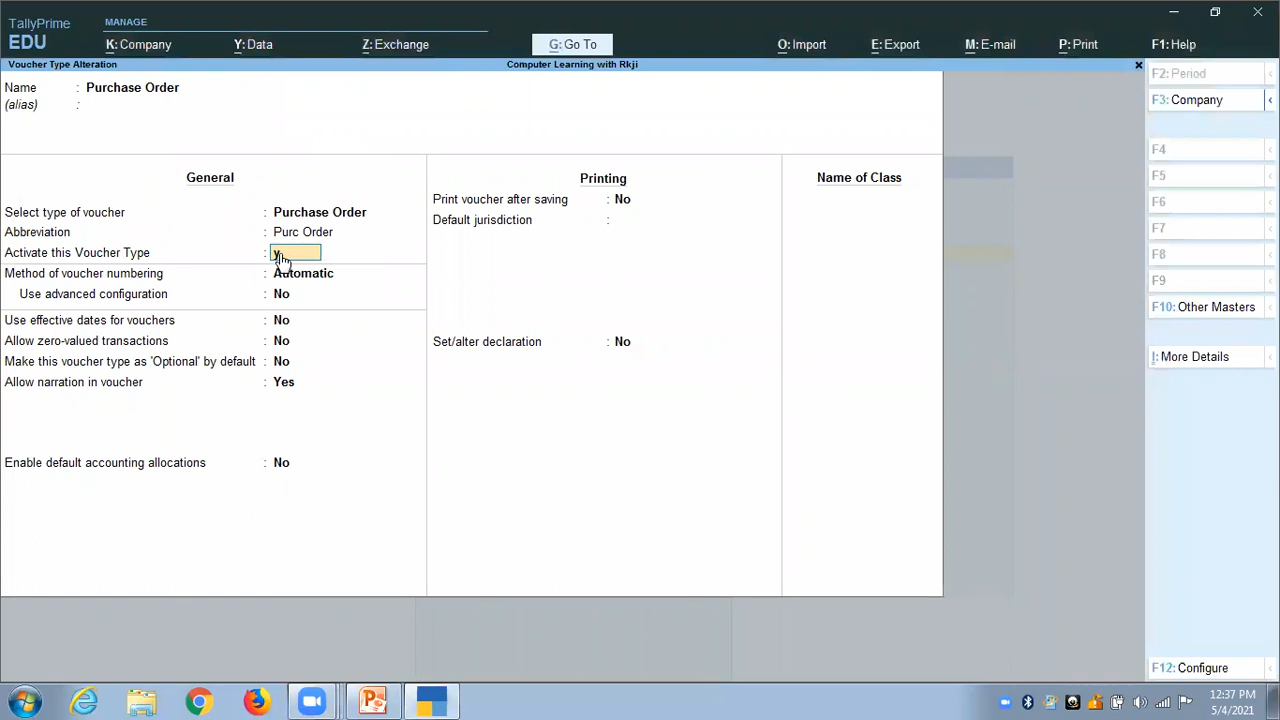 TallyPrime
EDU
MANAGE
K: Company
Y: Data
Z: Exchange
G: Go To
O: Import
E: Export
M: E-mail
P: Print
F1: Help
Voucher Type Alteration
Computer Learning with Rkji
Name : Purchase Order
(alias) :
General
Select type of voucher : Purchase Order
Abbreviation : Purc Order
Activate this Voucher Type : y
Method of voucher numbering : Automatic
Use advanced configuration : No
Use effective dates for vouchers : No
Allow zero-valued transactions : No
Make this voucher type as 'Optional' by default : No
Allow narration in voucher : Yes
Enable default accounting allocations : No
Printing
Print voucher after saving : No
Default jurisdiction :
Set/alter declaration : No
Name of Class
F2: Period
F3: Company
F4
F5
F6
F7
F8
F9
F10: Other Masters
I: More Details
F12: Configure
12:37 PM
5/4/2021